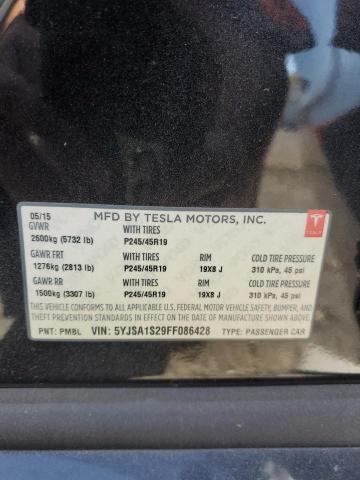 05/15 MFD BY TESLA MOTORS, INC.
GVWR WITH TIRES
2600kg (5732 lb) P245/45R19
TESLA
GAWR FRT WITH TIRES RIM COLD TIRE PRESSURE
1276kg (2813 lb) P245/45R19 19X8 J 310 kPa, 45 psi
GAWR RR WITH TIRES RIM COLD TIRE PRESSURE
1500kg (3307 lb) P245/45R19 19X8 J 310 kPa, 45 psi
THIS VEHICLE CONFORMS TO ALL APPLICABLE U.S. FEDERAL MOTOR VEHICLE SAFETY, BUMPER,
AND THEFT PREVENTION STANDARDS IN EFFECT ON THE DATE OF MANUFACTURE SHOWN ABOVE.
PNT: PMBL VIN: 5YJSA1S29FF086428 TYPE: PASSENGER CAR